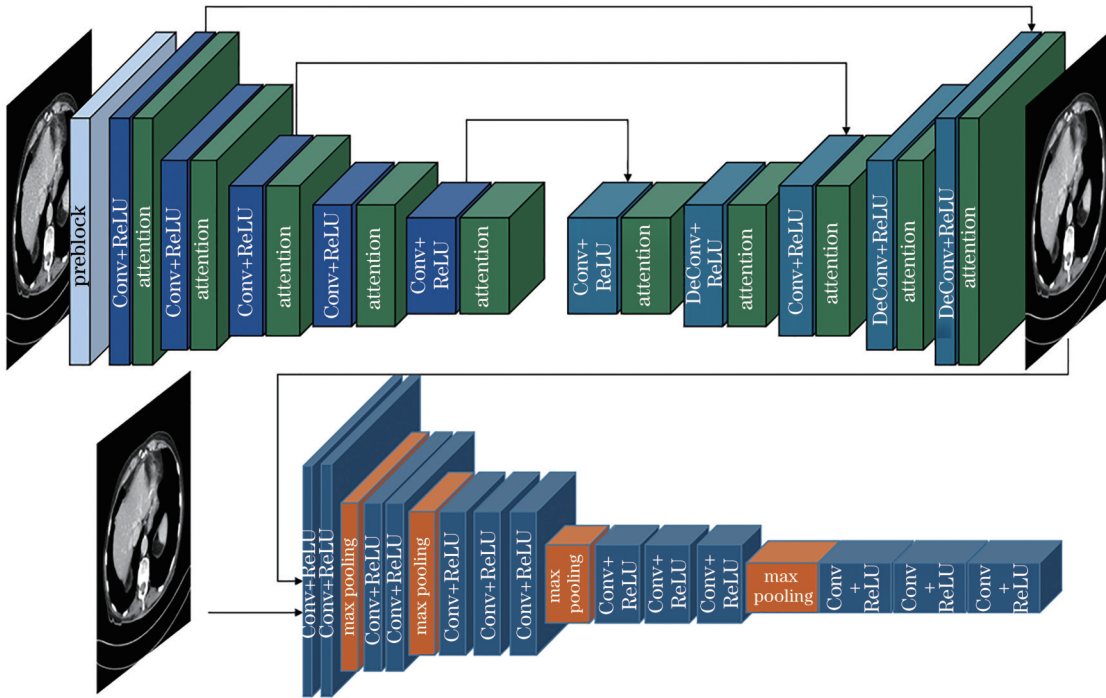 preblock
Conv+ReLU
attention
Conv+ReLU
attention
Conv+ReLU
attention
Conv+ReLU
attention
Conv+
ReLU
attention
Conv+
ReLU
attention
DeConv+
ReLU
attention
Conv+ReLU
attention
DeConv+ReLU
attention
DeConv+ReLU
attention
Conv+ReLU
Conv+ReLU
max pooling
Conv+ReLU
Conv+ReLU
max pooling
Conv+ReLU
Conv+ReLU
Conv+ReLU
max
pooling
Conv+
ReLU
Conv+
ReLU
Conv+
ReLU
max
pooling
Conv
+
ReLU
Conv
+
ReLU
Conv
+
ReLU